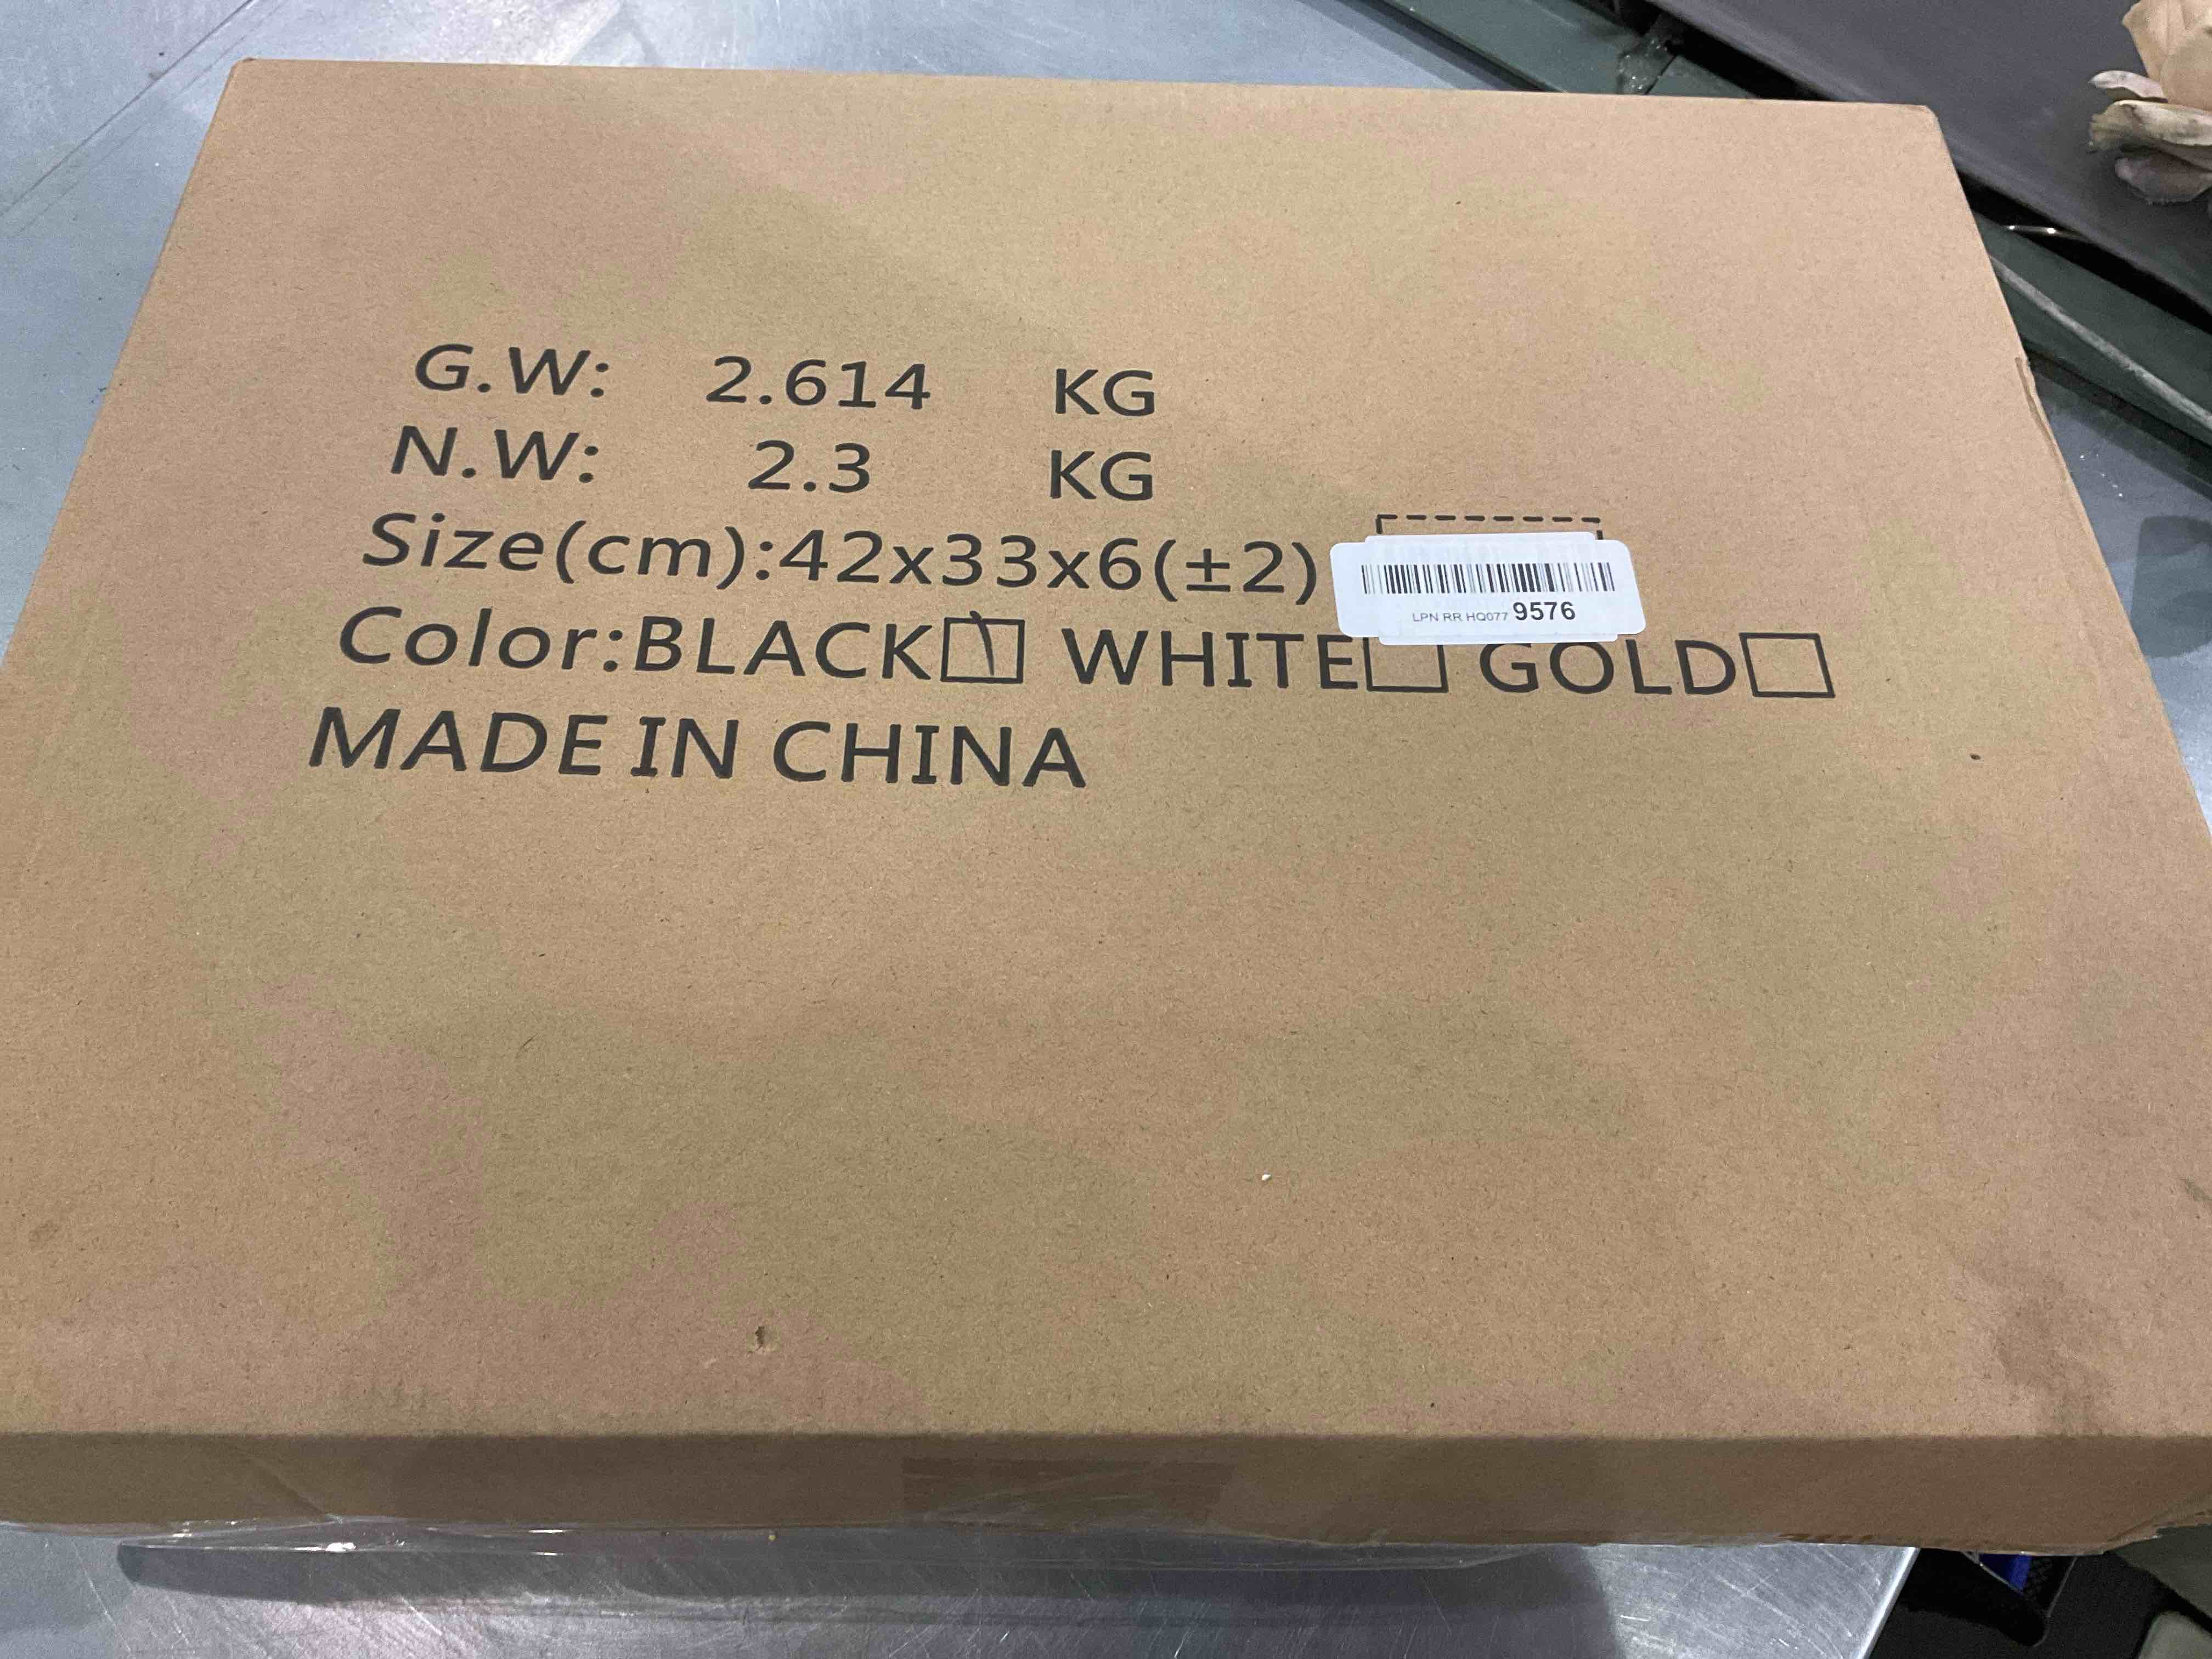 G.W: 2.614 KG
N.W: 2.3 KG
Size(cm):42x33x6(±2)
LPN RR HQ077 9576
Color:BLACK☑ WHITE☐ GOLD☐
MADE IN CHINA